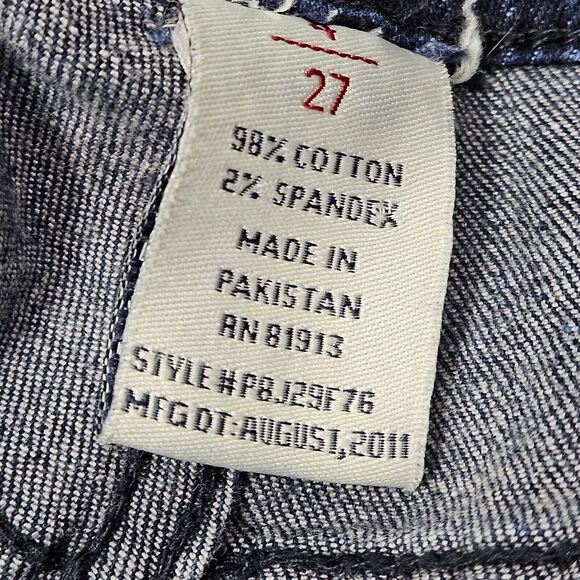 27
98% COTTON
2% SPANDEX
MADE IN
PAKISTAN
RN 81913
STYLE # P8J29F76
MFG DT: AUGUST, 2011